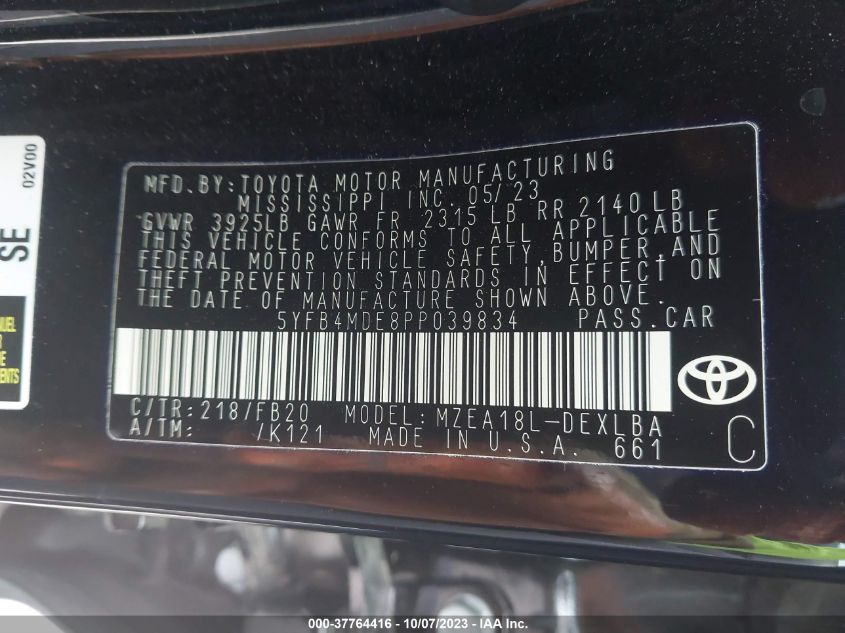 MFD. BY: TOYOTA MOTOR MANUFACTURING
MISSISSIPPI INC. 05/23
GVWR 3925LB GAWR FR 2315 LB RR 2140 LB
THIS VEHICLE CONFORMS TO ALL APPLICABLE
FEDERAL MOTOR VEHICLE SAFETY, BUMPER, AND
THEFT PREVENTION STANDARDS IN EFFECT ON
THE DATE OF MANUFACTURE SHOWN ABOVE.
5YFB4MDE8PP039834 PASS. CAR
C/TR: 218/FB20 MODEL: MZEA18L-DEXLBA
A/TM: /K121 MADE IN U.S.A. 661
C
02V00
SE
000-37764416 - 10/07/2023 - IAA Inc.